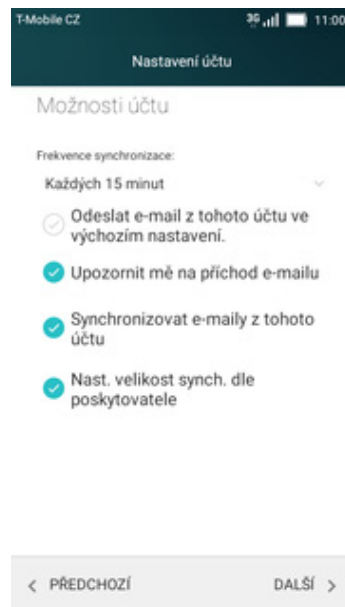 T-Mobile CZ 3G 11:00
Nastavení účtu
Možnosti účtu
Frekvence synchronizace:
Každých 15 minut
Odeslat e-mail z tohoto účtu ve
výchozím nastavení.
Upozornit mě na příchod e-mailu
Synchronizovat e-maily z tohoto
účtu
Nast. velikost synch. dle
poskytovatele
PŘEDCHOZÍ DALŠÍ